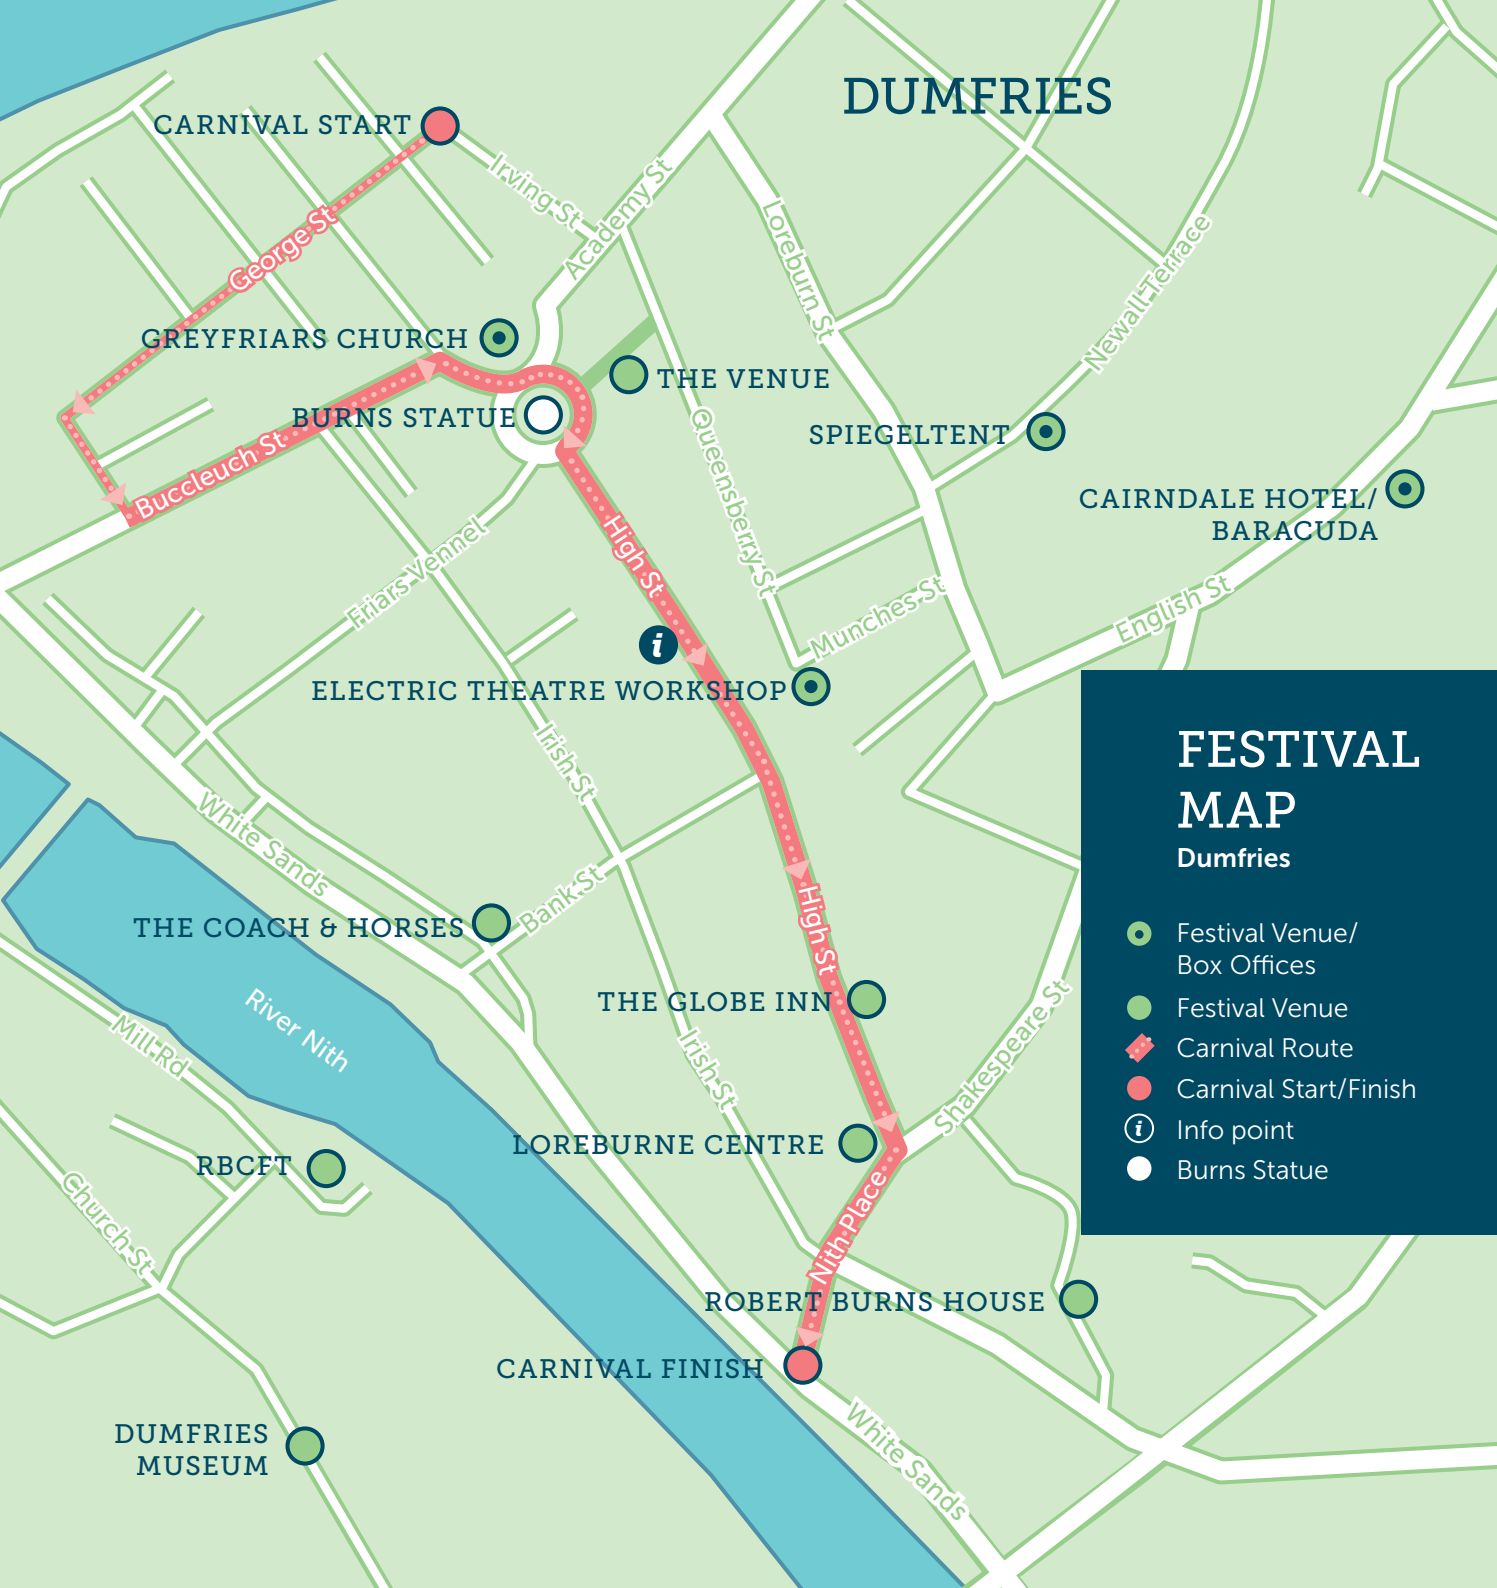 DUMFRIES
CARNIVAL START
Irving St
Academy St
Loreburn St
George St
Newall Terrace
GREYFRIARS CHURCH
THE VENUE
BURNS STATUE
Buccleuch St
Queensberry St
SPIEGELTENT
CAIRNDALE HOTEL/
BARACUDA
High St
Friars Vennel
Munches St
English St
i
ELECTRIC THEATRE WORKSHOP
Irish St
White Sands
THE COACH & HORSES
Bank St
High St
THE GLOBE INN
River Nith
Mill Rd
Irish St
Shakespeare St
LOREBURNE CENTRE
RBCFT
Church St
Nith Place
ROBERT BURNS HOUSE
CARNIVAL FINISH
White Sands
DUMFRIES
MUSEUM
FESTIVAL
MAP
Dumfries
Festival Venue/
Box Offices
Festival Venue
Carnival Route
Carnival Start/Finish
i Info point
Burns Statue